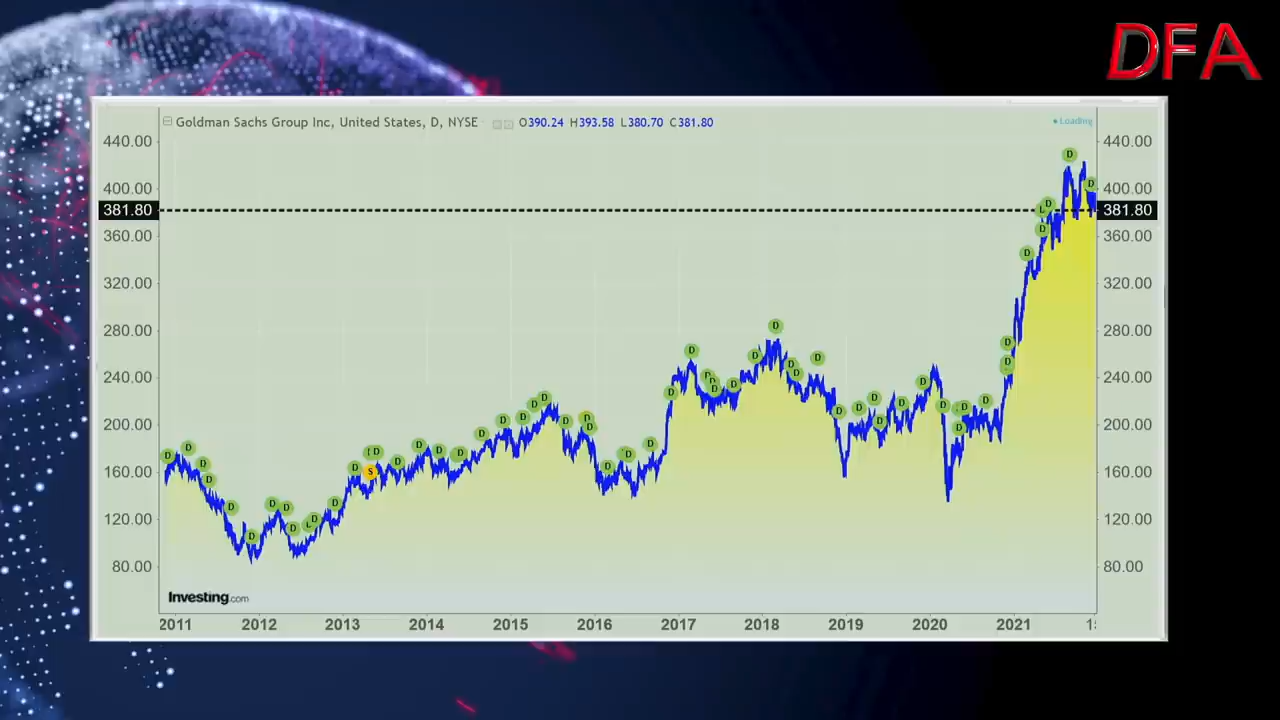 DFA
Goldman Sachs Group Inc, United States, D, NYSE O390.24 H393.58 L380.70 C381.80
Loading
440.00 440.00
400.00 400.00
381.80 381.80
360.00 360.00
320.00 320.00
280.00 280.00
240.00 240.00
200.00 200.00
160.00 160.00
120.00 120.00
80.00 80.00
Investing.com
2011 2012 2013 2014 2015 2016 2017 2018 2019 2020 2021